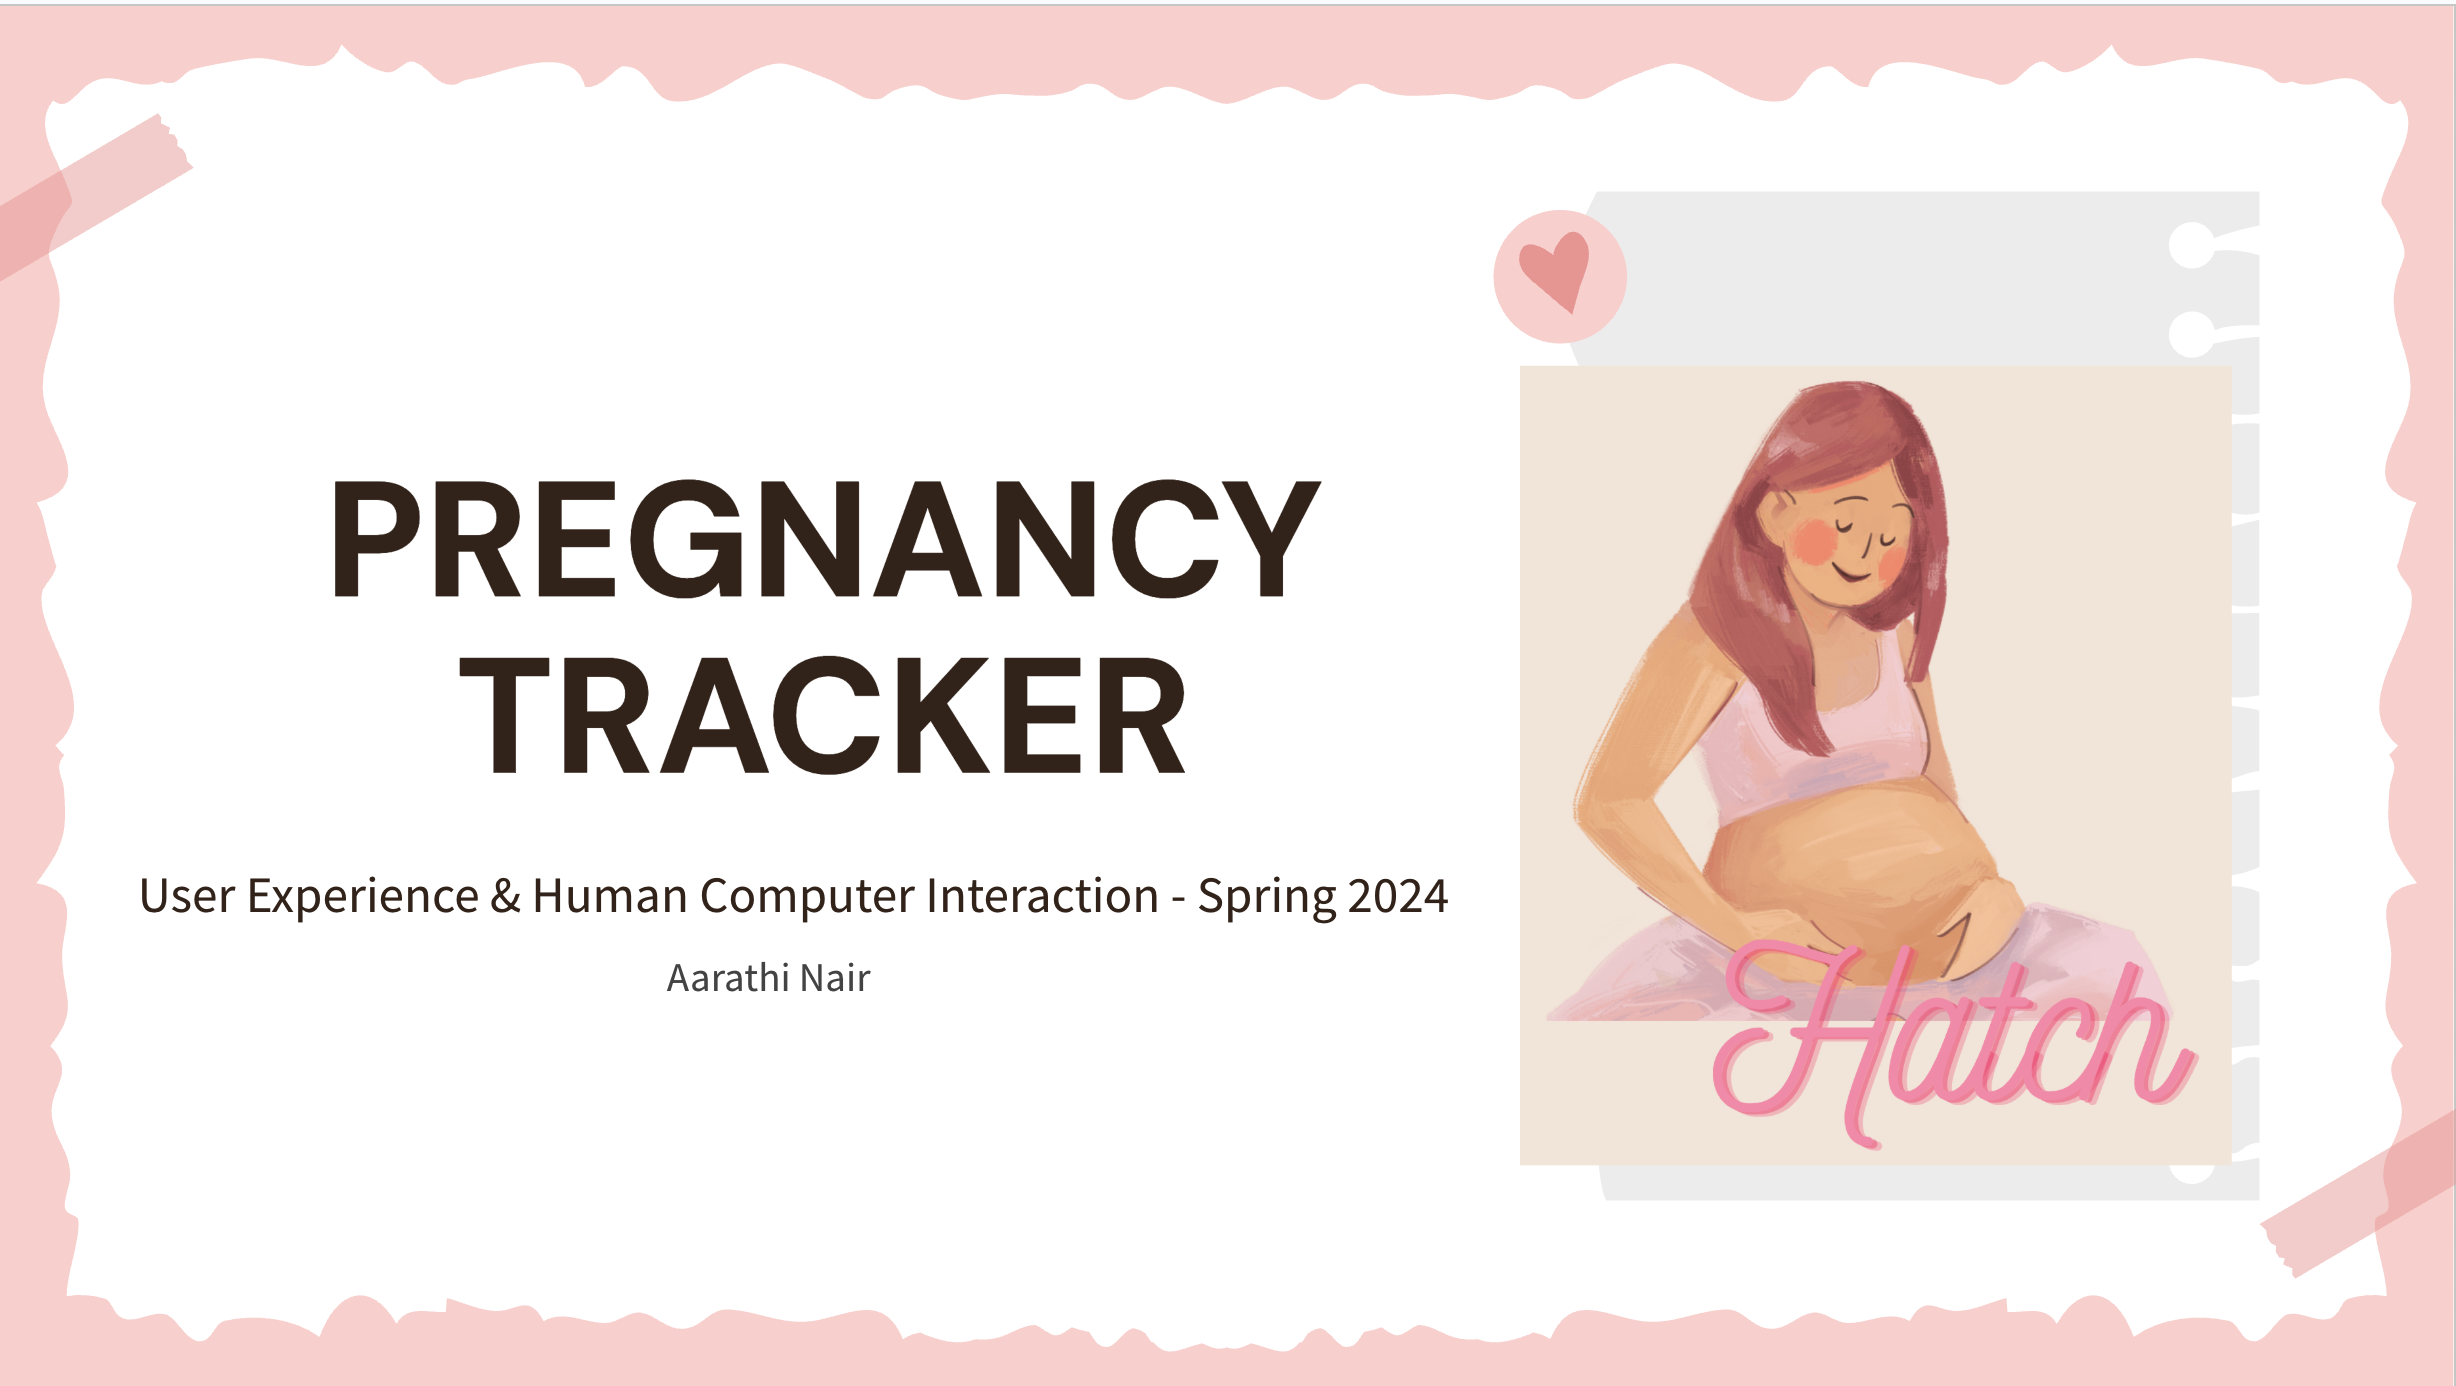 PREGNANCY
TRACKER
User Experience & Human Computer Interaction - Spring 2024
Aarathi Nair
Hatch